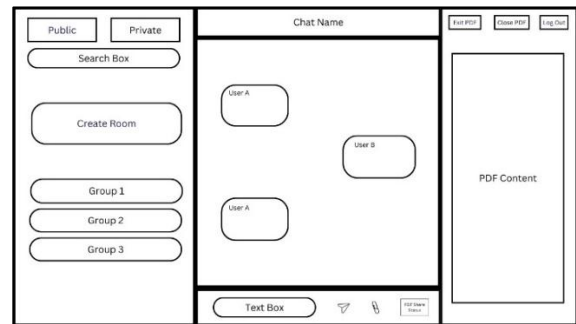 Public
Private
Search Box
Create Room
Group 1
Group 2
Group 3
Chat Name
User A
User B
User A
Text Box
PDF Share
Exit PDF
Close PDF
Log Out
PDF Content